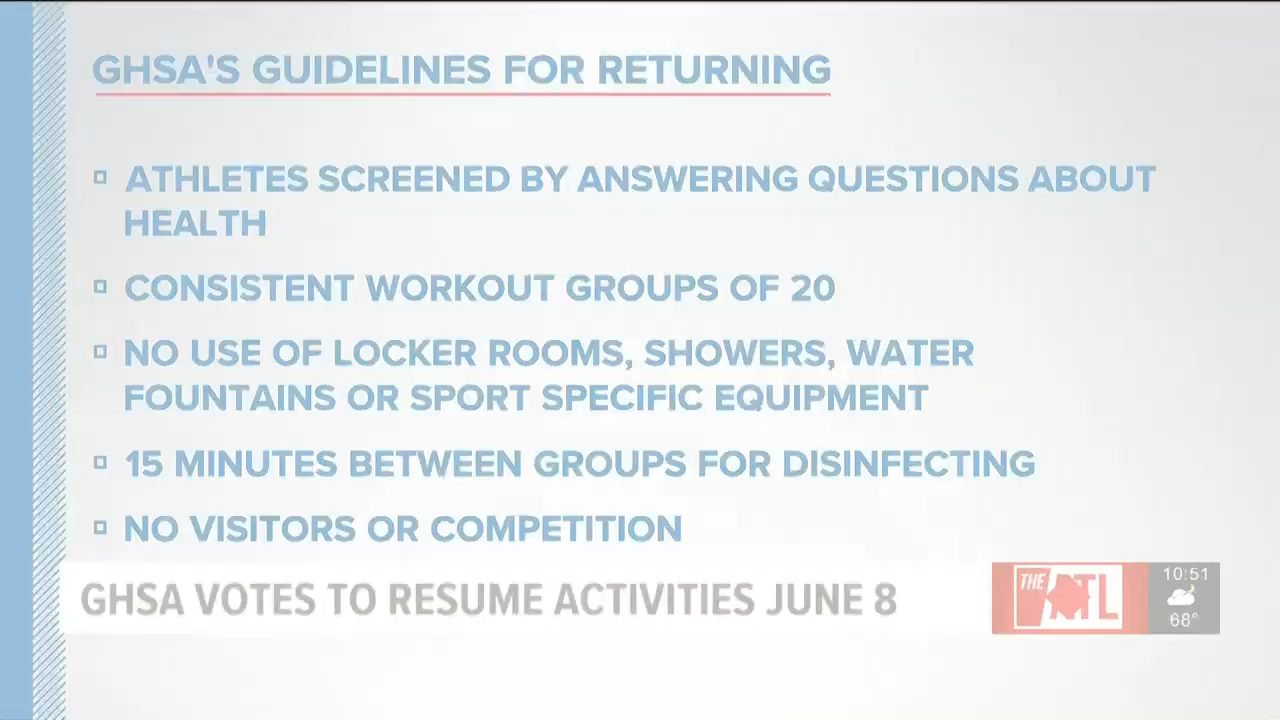 GHSA'S GUIDELINES FOR RETURNING
ATHLETES SCREENED BY ANSWERING QUESTIONS ABOUT
HEALTH
CONSISTENT WORKOUT GROUPS OF 20
NO USE OF LOCKER ROOMS, SHOWERS, WATER
FOUNTAINS OR SPORT SPECIFIC EQUIPMENT
15 MINUTES BETWEEN GROUPS FOR DISINFECTING
NO VISITORS OR COMPETITION
GHSA VOTES TO RESUME ACTIVITIES JUNE 8
THE ATL
10:51
68°